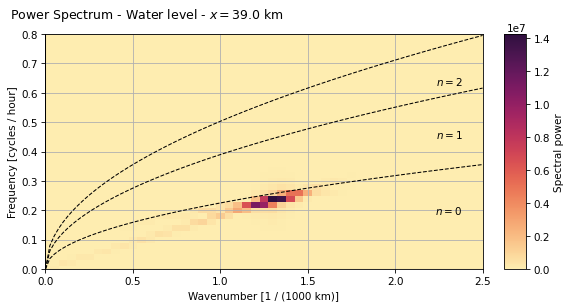 Power Spectrum - Water level - x = 39.0 km
1e7
0.8
0.7
0.6
0.5
0.4
0.3
0.2
0.1
0.0
Frequency [cycles / hour]
n = 2
n = 1
n = 0
0.0 0.5 1.0 1.5 2.0 2.5
Wavenumber [1 / (1000 km)]
1.4
1.2
1.0
0.8
0.6
0.4
0.2
0.0
Spectral power